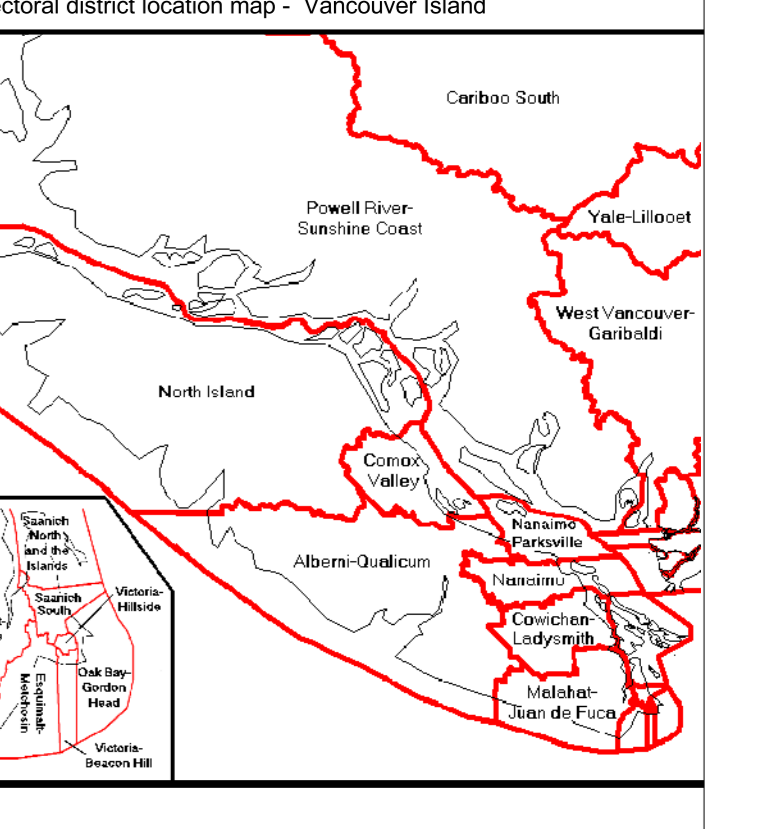 ectoral district location map - Vancouver Island
Cariboo South
Powell River-
Sunshine Coast
Yale-Lillooet
West Vancouver-
Garibaldi
North Island
Comox
Valley
Nanaimo
Parksville
Alberni-Qualicum
Nanaimo
Cowichan-
Ladysmith
Malahat-
Juan de Fuca
Saanich
North
and the
Islands
Saanich
South
Victoria-
Hillside
Oak Bay-
Gordon
Head
Esquimalt-
Metchosin
Victoria-
Beacon Hill